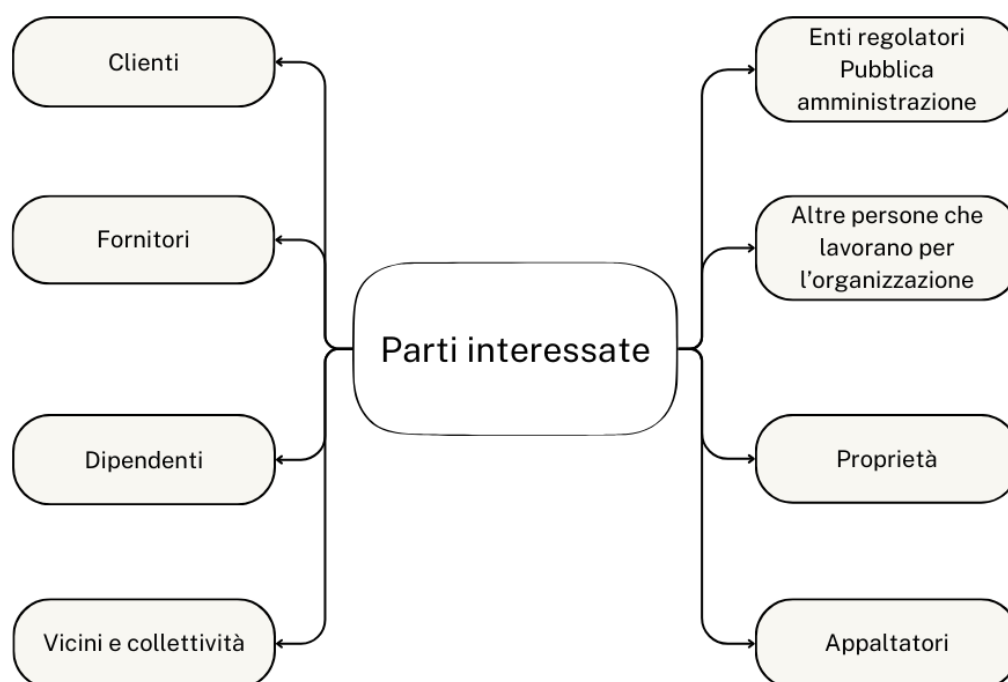 Clienti
Fornitori
Dipendenti
Vicini e collettività
Parti interessate
Enti regolatori
Pubblica
amministrazione
Altre persone che
lavorano per
l'organizzazione
Proprietà
Appaltatori